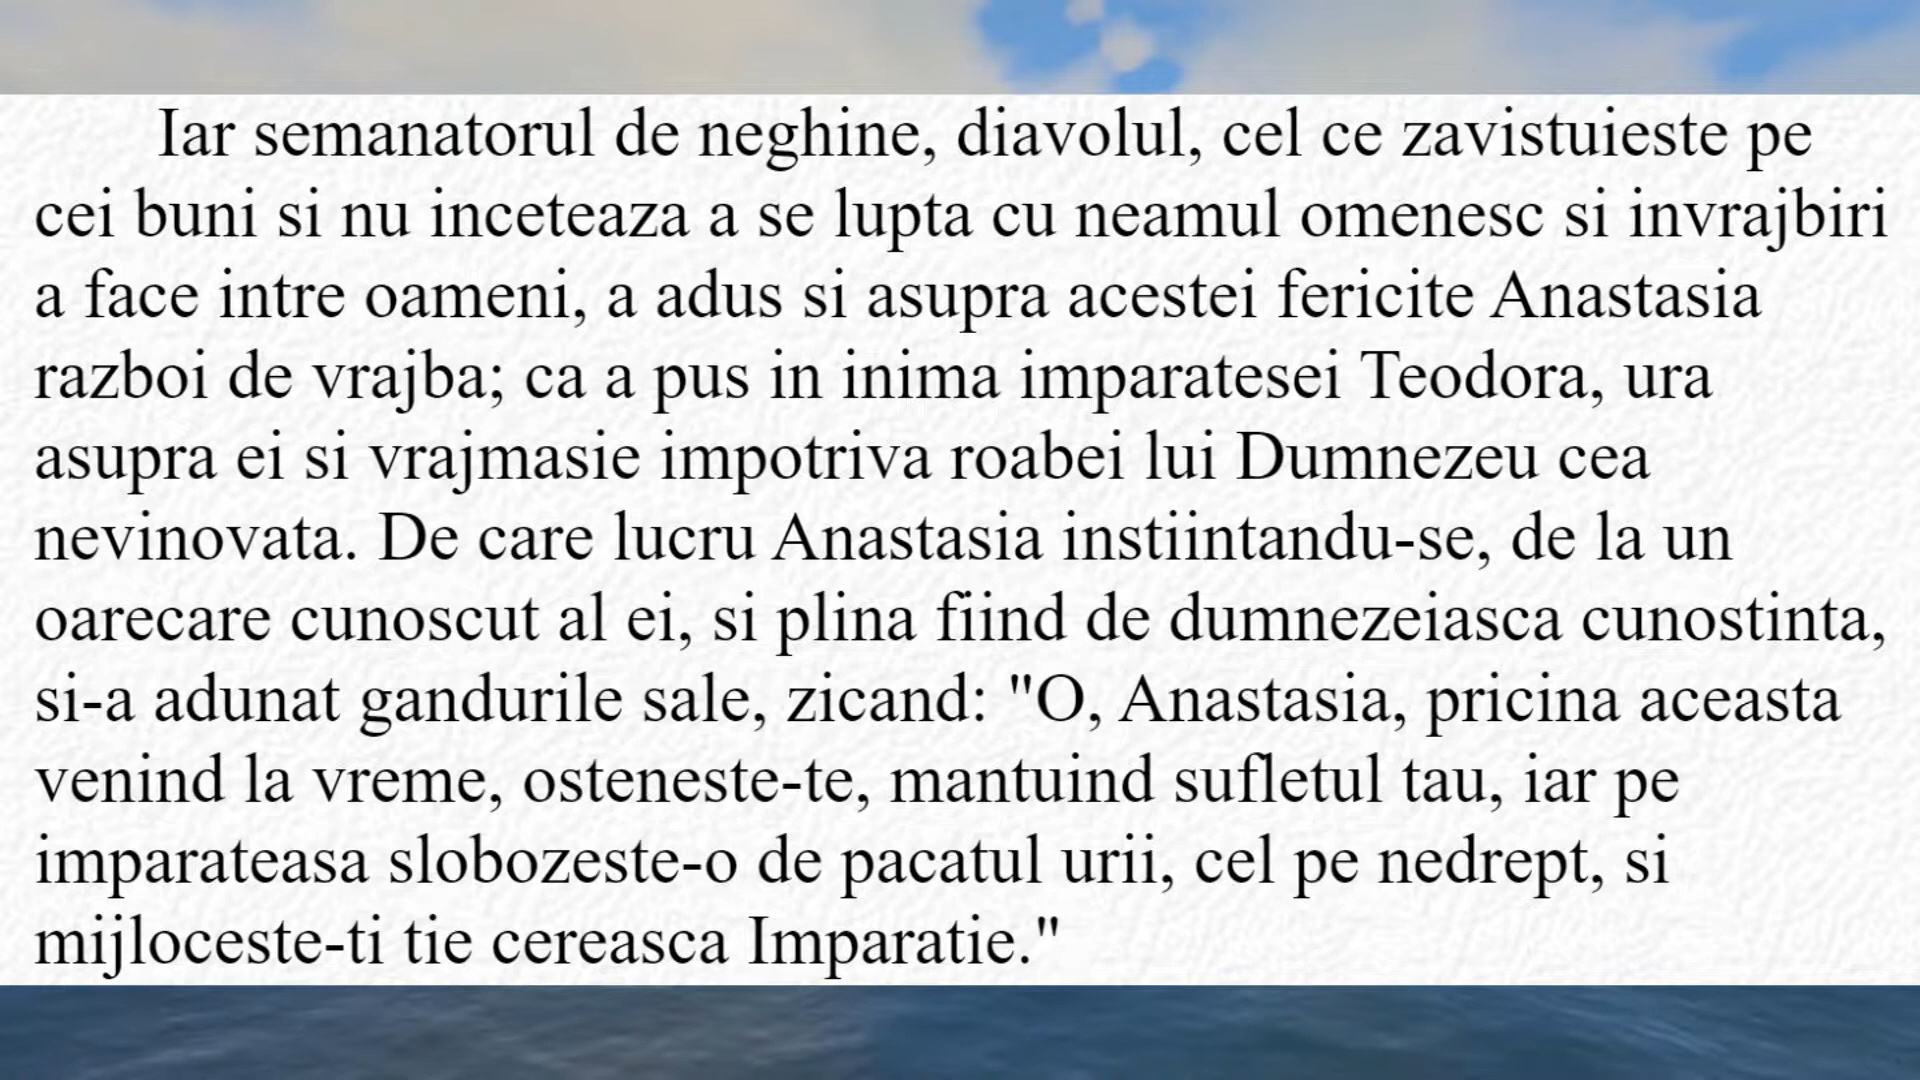 Iar semanatorul de neghine, diavolul, cel ce zavistuieste pe
cei buni si nu inceteaza a se lupta cu neamul omenesc si invrajbiri
a face intre oameni, a adus si asupra acestei fericite Anastasia
razboi de vrajba; ca a pus in inima imparatesei Teodora, ura
asupra ei si vrajmasie impotriva roabei lui Dumnezeu cea
nevinovata. De care lucru Anastasia instiintandu-se, de la un
oarecare cunoscut al ei, si plina fiind de dumnezeiasca cunostinta,
si-a adunat gandurile sale, zicand: "O, Anastasia, pricina aceasta
venind la vreme, osteneste-te, mantuind sufletul tau, iar pe
imparateasa slobozeste-o de pacatul urii, cel pe nedrept, si
mijloceste-ti tie cereasca Imparatie."